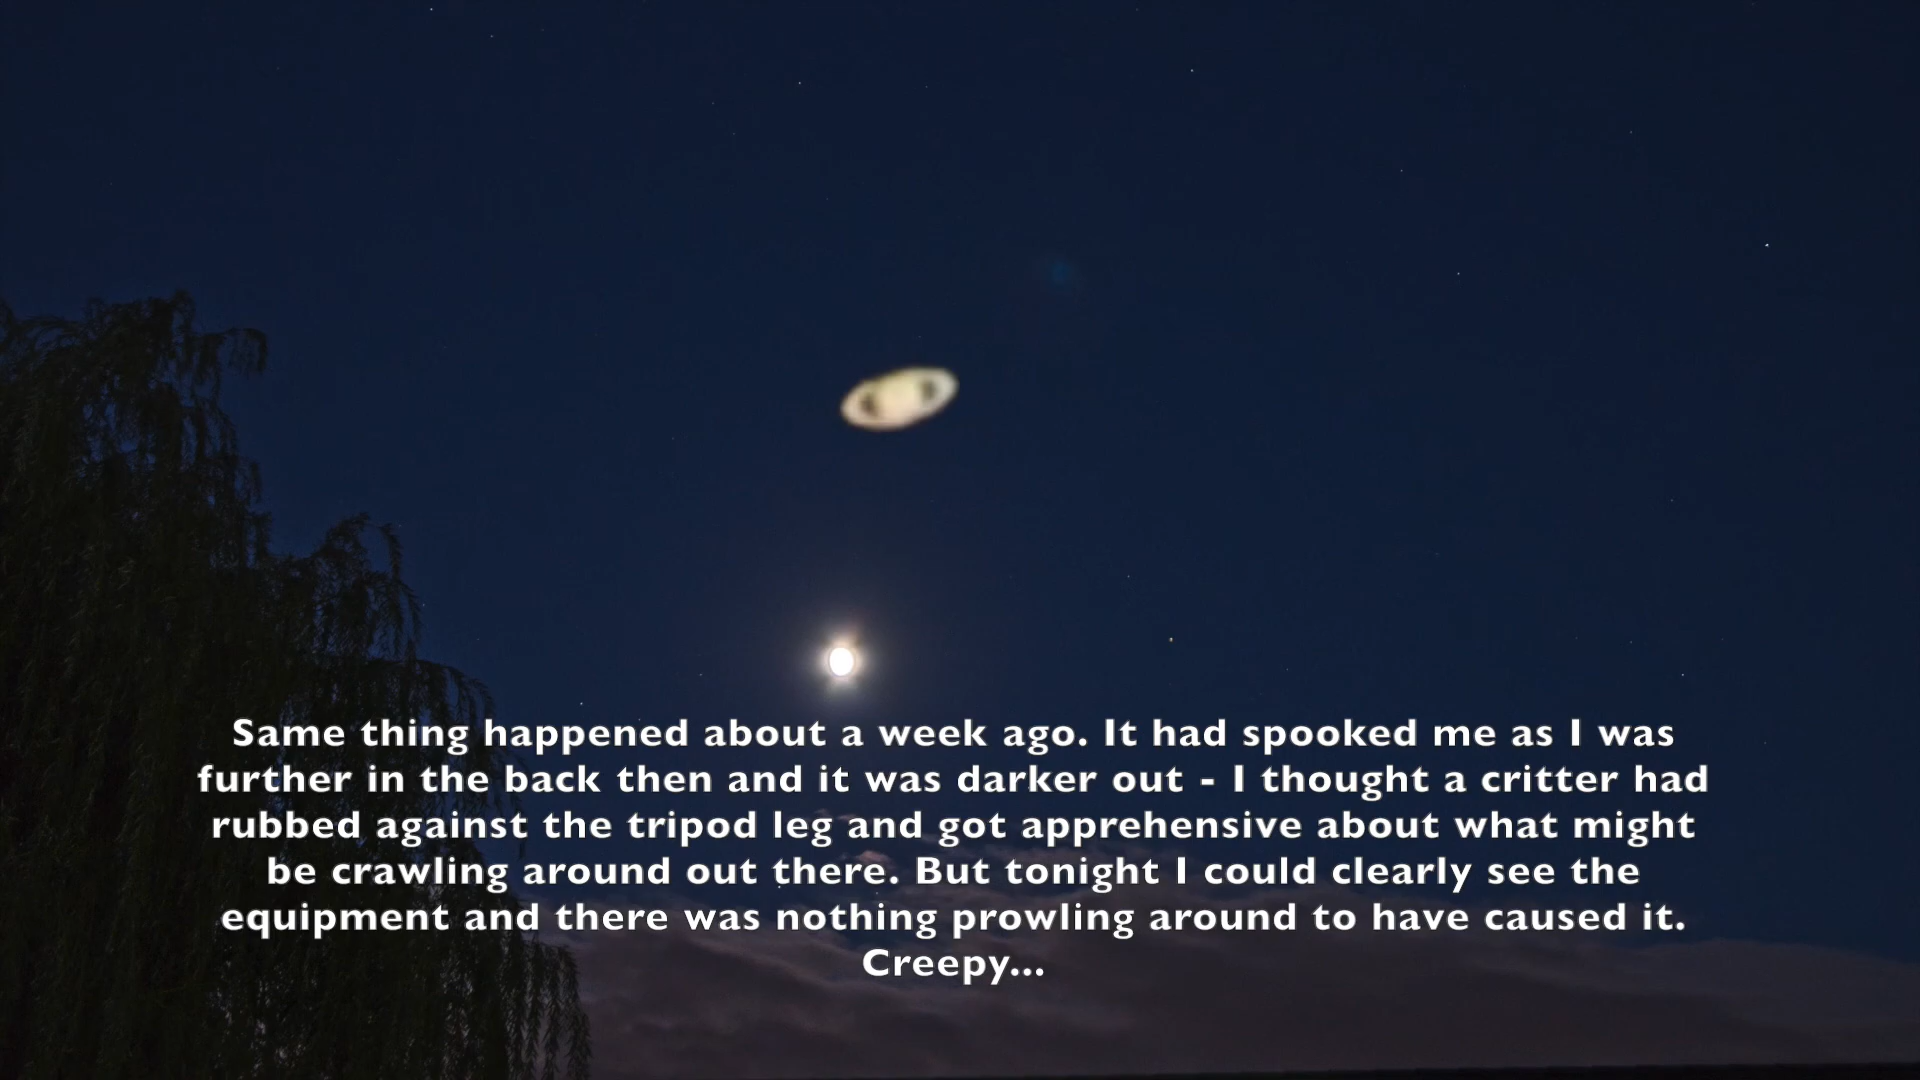 Same thing happened about a week ago. It had spooked me as I was
further in the back then and it was darker out - I thought a critter had
rubbed against the tripod leg and got apprehensive about what might
be crawling around out there. But tonight I could clearly see the
equipment and there was nothing prowling around to have caused it.
Creepy...